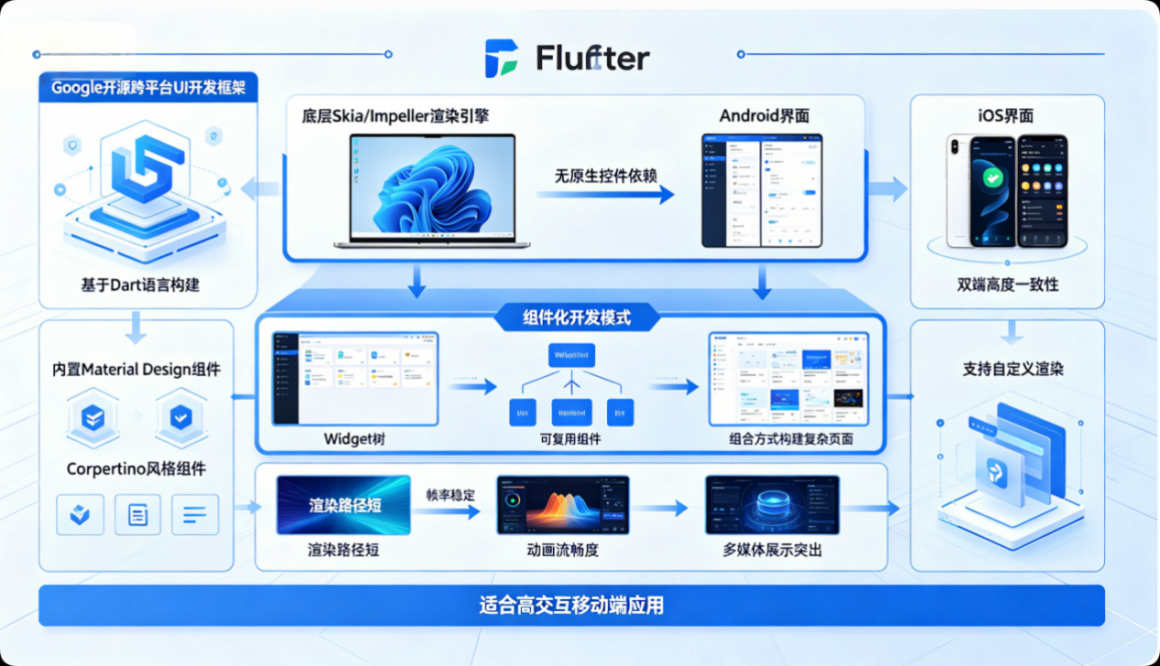 Flufter
Google开源跨平台UI开发框架
基于Dart语言构建
底层Skia/Impeller渲染引擎
无原生控件依赖
Android界面
iOS界面
双端高度一致性
内置Material Design组件
Corpertino风格组件
组件化开发模式
Widget树
可复用组件
组合方式构建复杂页面
支持自定义渲染
渲染路径短
渲染路径短
帧率稳定
动画流畅度
多媒体展示突出
适合高交互移动端应用